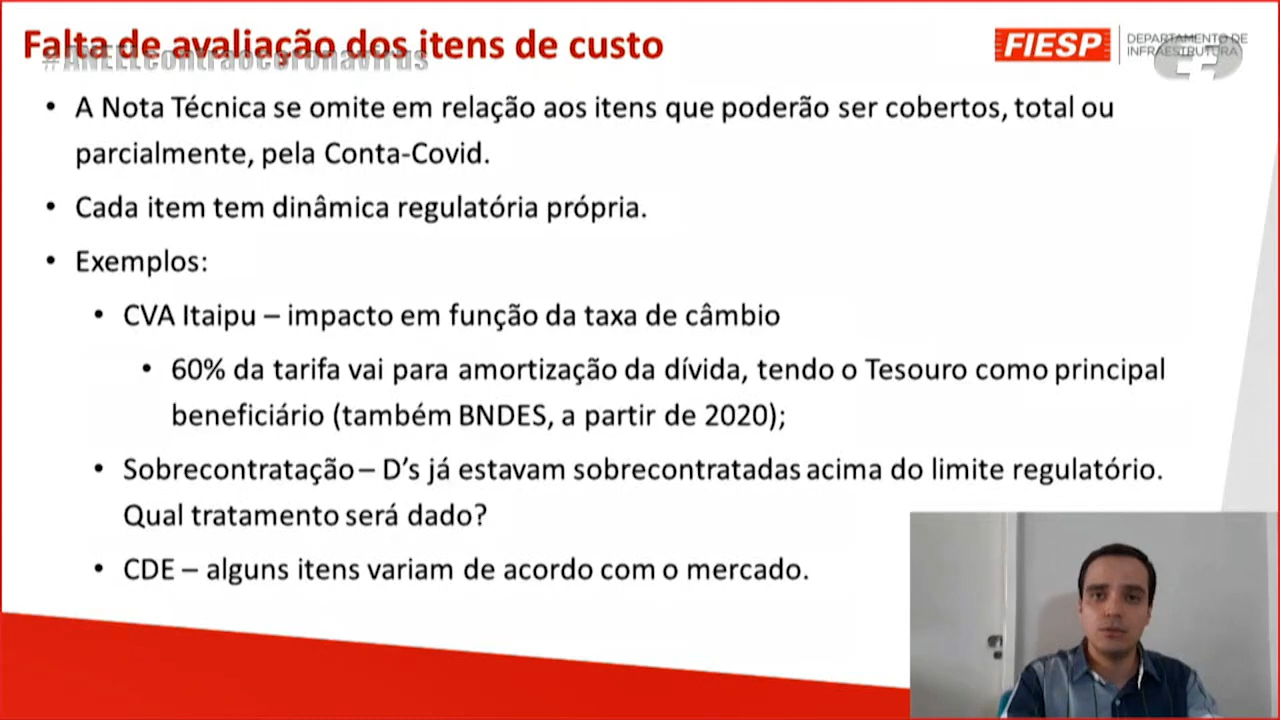 Falta de avaliação dos itens de custo
#ANEELcontraocoronavirus
FIESP
DEPARTAMENTO DE
INFRAESTRUTURA
• A Nota Técnica se omite em relação aos itens que poderão ser cobertos, total ou
parcialmente, pela Conta-Covid.
• Cada item tem dinâmica regulatória própria.
• Exemplos:
• CVA Itaipu – impacto em função da taxa de câmbio
• 60% da tarifa vai para amortização da dívida, tendo o Tesouro como principal
beneficiário (também BNDES, a partir de 2020);
• Sobrecontratação – D’s já estavam sobrecontratadas acima do limite regulatório.
Qual tratamento será dado?
• CDE – alguns itens variam de acordo com o mercado.